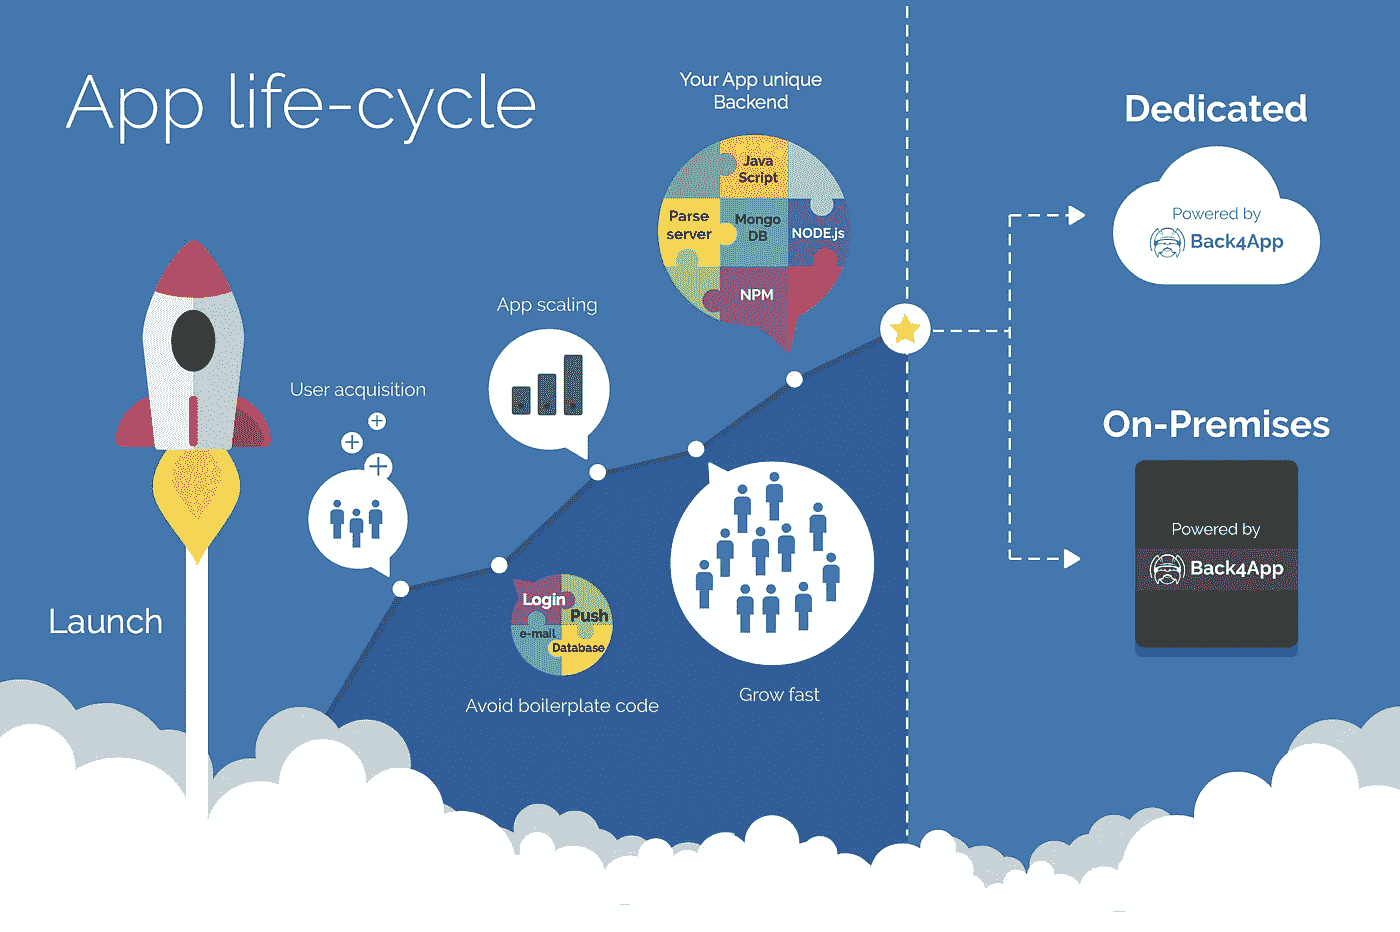 App life-cycle
Your App unique
Backend
Java
Script
Parse
server
Mongo
DB
NODE.js
NPM
Dedicated
Powered by
Back4App
App scaling
User acquisition
On-Premises
Powered by
Back4App
Launch
Login
Push
e-mail
Database
Avoid boilerplate code
Grow fast